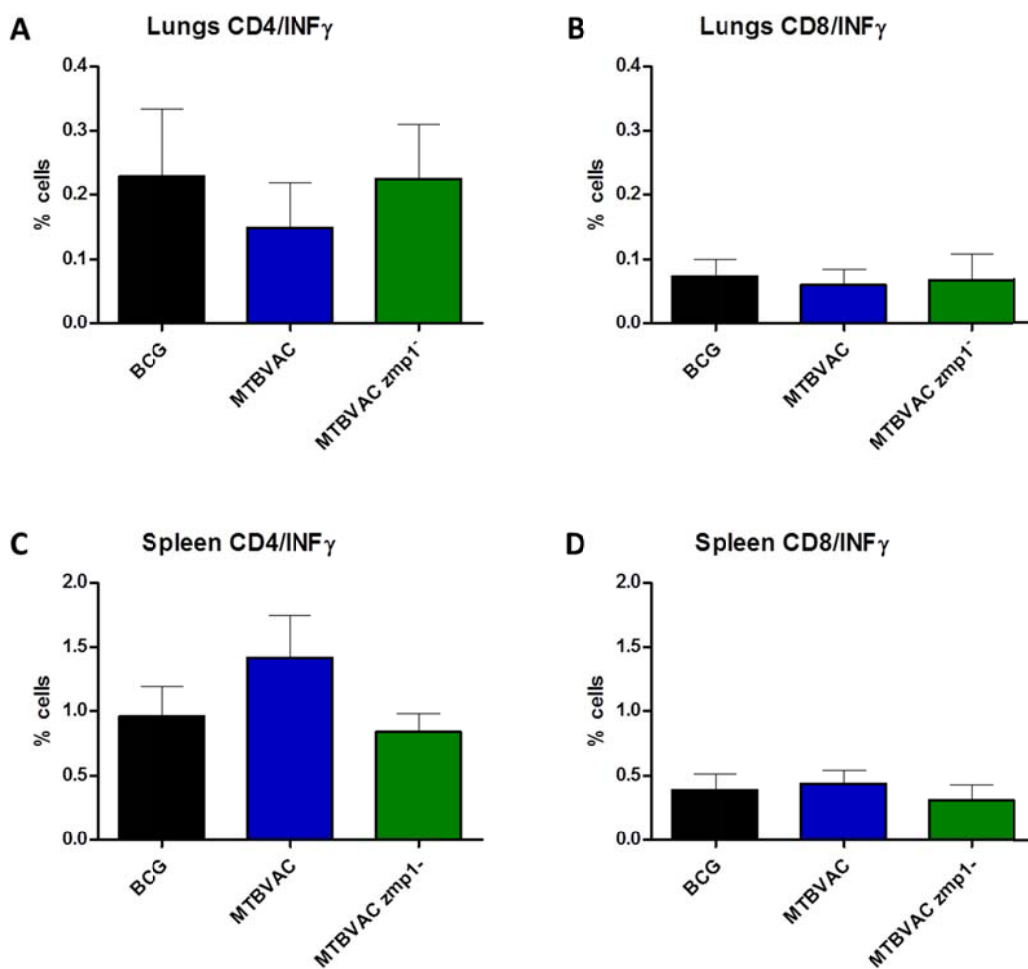 A
Lungs CD4/INFγ
0.4
0.3
0.2
0.1
0.0
% cells
BCG
MTBVAC
MTBVAC zmp1⁻
B
Lungs CD8/INFγ
0.4
0.3
0.2
0.1
0.0
% cells
BCG
MTBVAC
MTBVAC zmp1⁻
C
Spleen CD4/INFγ
2.0
1.5
1.0
0.5
0.0
% cells
BCG
MTBVAC
MTBVAC zmp1-
D
Spleen CD8/INFγ
2.0
1.5
1.0
0.5
0.0
% cells
BCG
MTBVAC
MTBVAC zmp1-